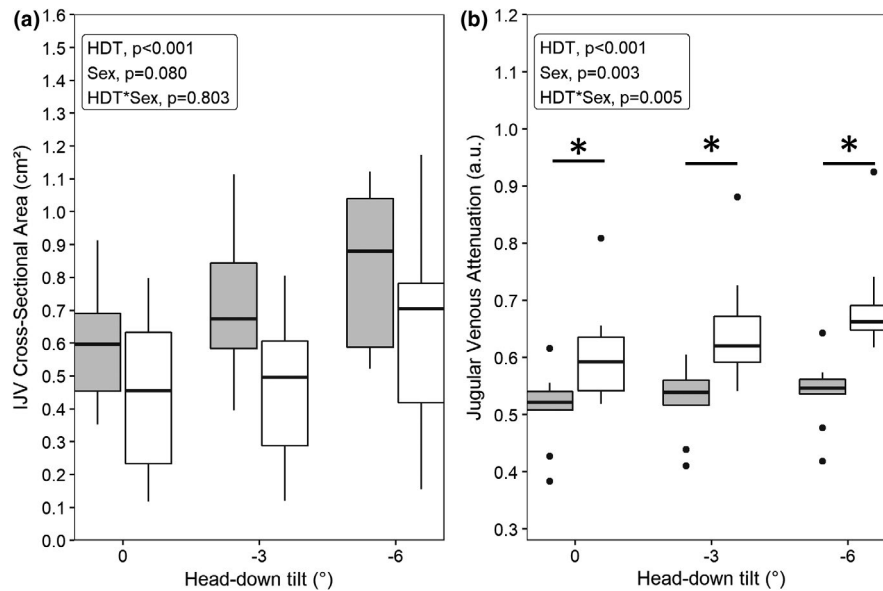 (a)
1.6
1.5
1.4
1.3
1.2
1.1
1.0
0.9
0.8
0.7
0.6
0.5
0.4
0.3
0.2
0.1
0.0
IJV Cross-Sectional Area (cm²)
HDT, p<0.001
Sex, p=0.080
HDT*Sex, p=0.803
0 -3 -6
Head-down tilt (°)
(b)
1.2
1.1
1.0
0.9
0.8
0.7
0.6
0.5
0.4
0.3
Jugular Venous Attenuation (a.u.)
HDT, p<0.001
Sex, p=0.003
HDT*Sex, p=0.005
* * *
0 -3 -6
Head-down tilt (°)